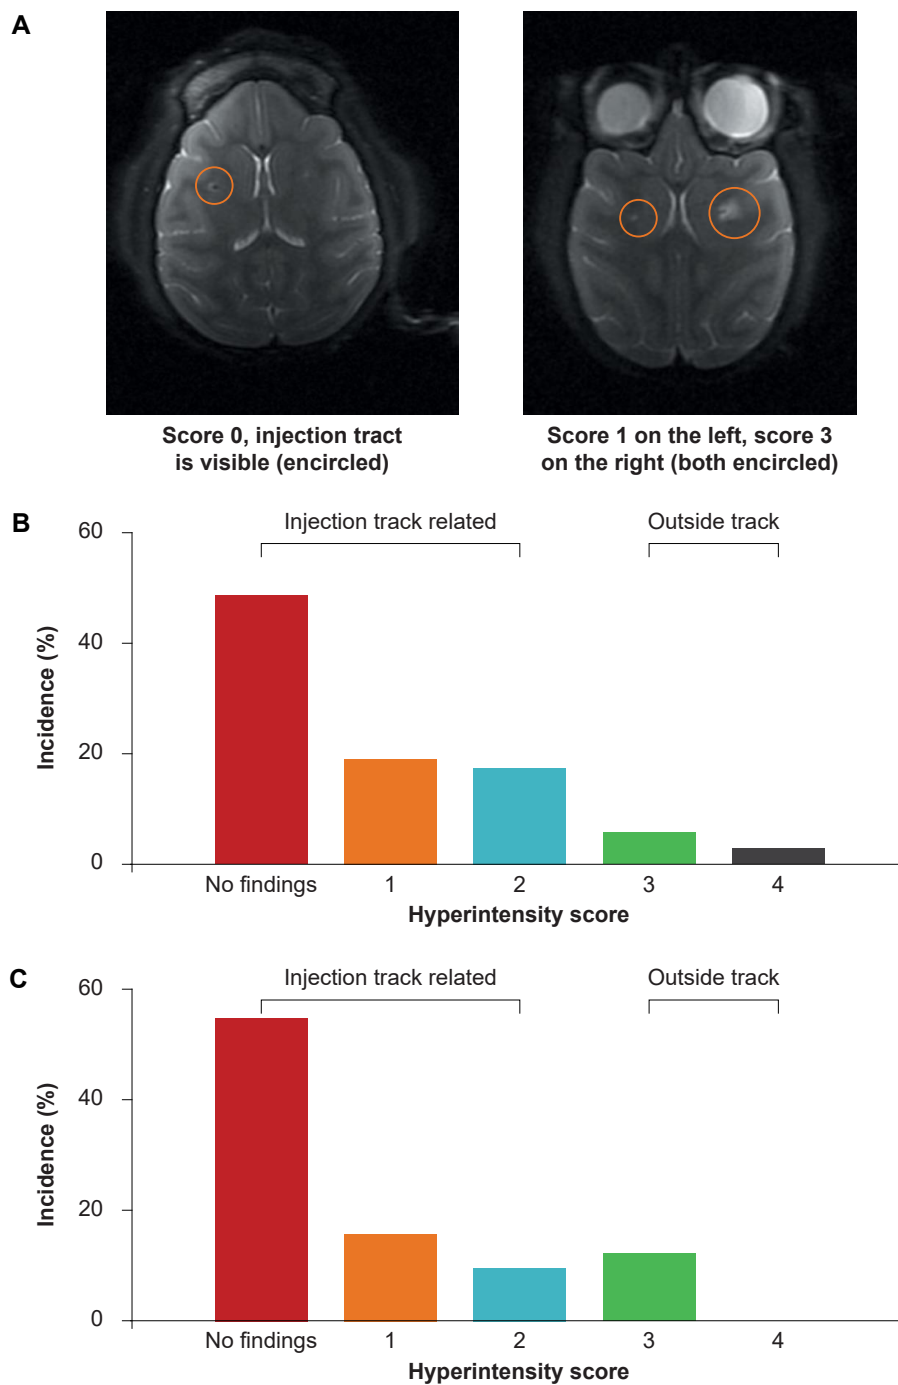 A
Score 0, injection tract
is visible (encircled)
Score 1 on the left, score 3
on the right (both encircled)
B
Injection track related
Outside track
60
40
20
0
Incidence (%)
No findings
1
2
3
4
Hyperintensity score
C
Injection track related
Outside track
60
40
20
0
Incidence (%)
No findings
1
2
3
4
Hyperintensity score